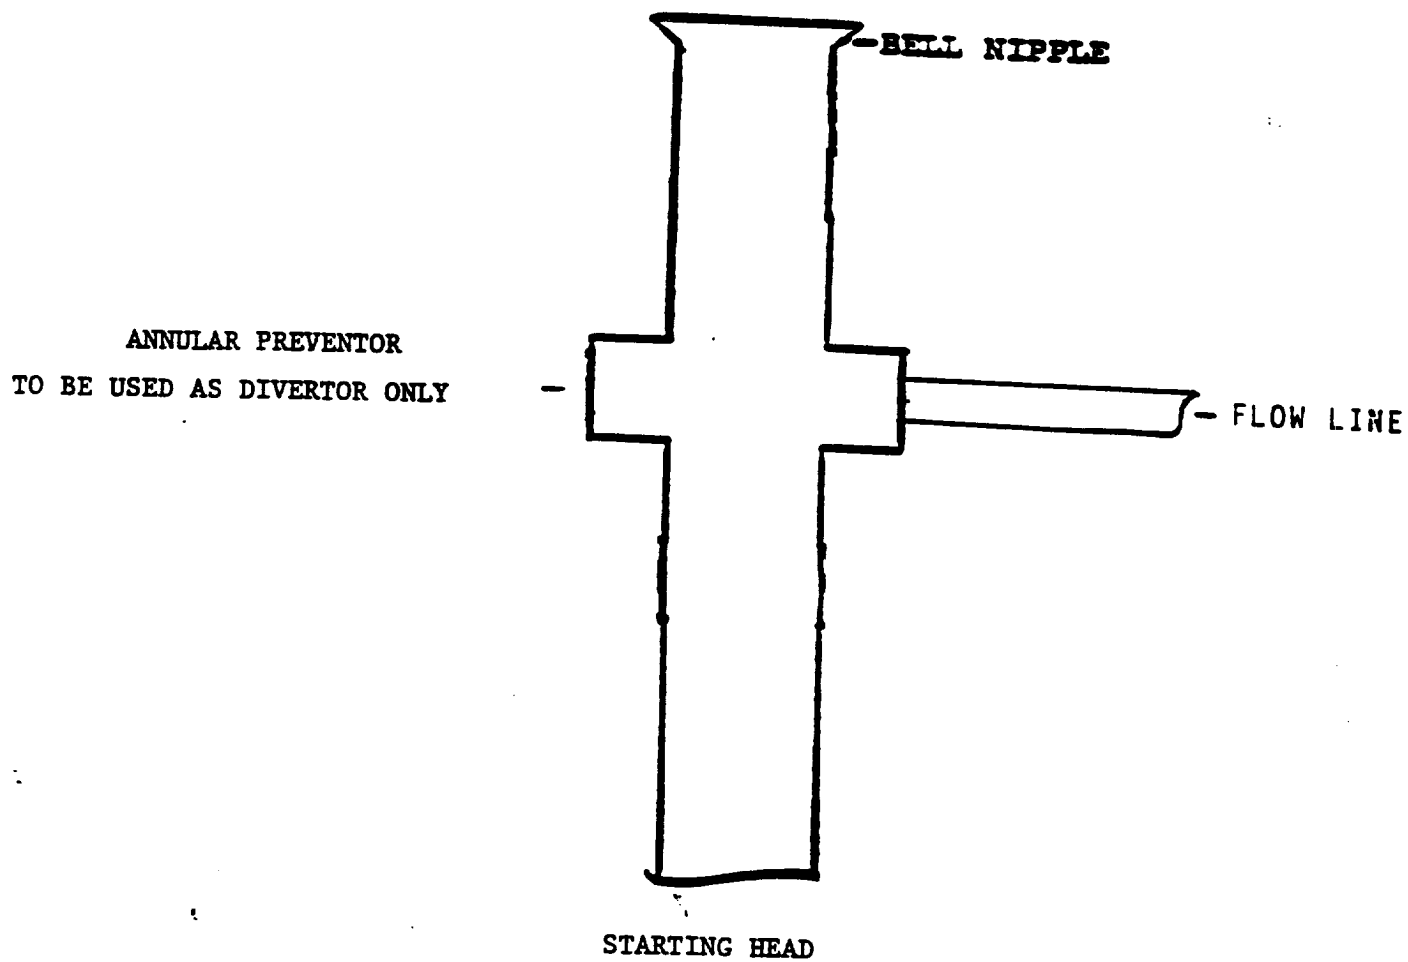 BELL NIPPLE
ANNULAR PREVENTOR
TO BE USED AS DIVERTOR ONLY
FLOW LINE
STARTING HEAD